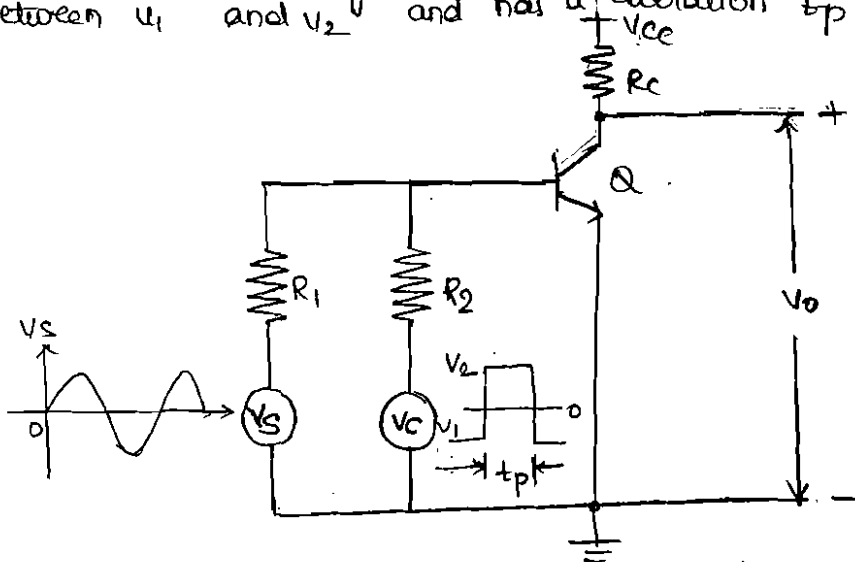 etween V1 and V2 and has a duration tp
Vcc
Rc
+
Q
R1
R2
Vo
Vs
V2
0
Vs
Vc
V1
0
tp
-